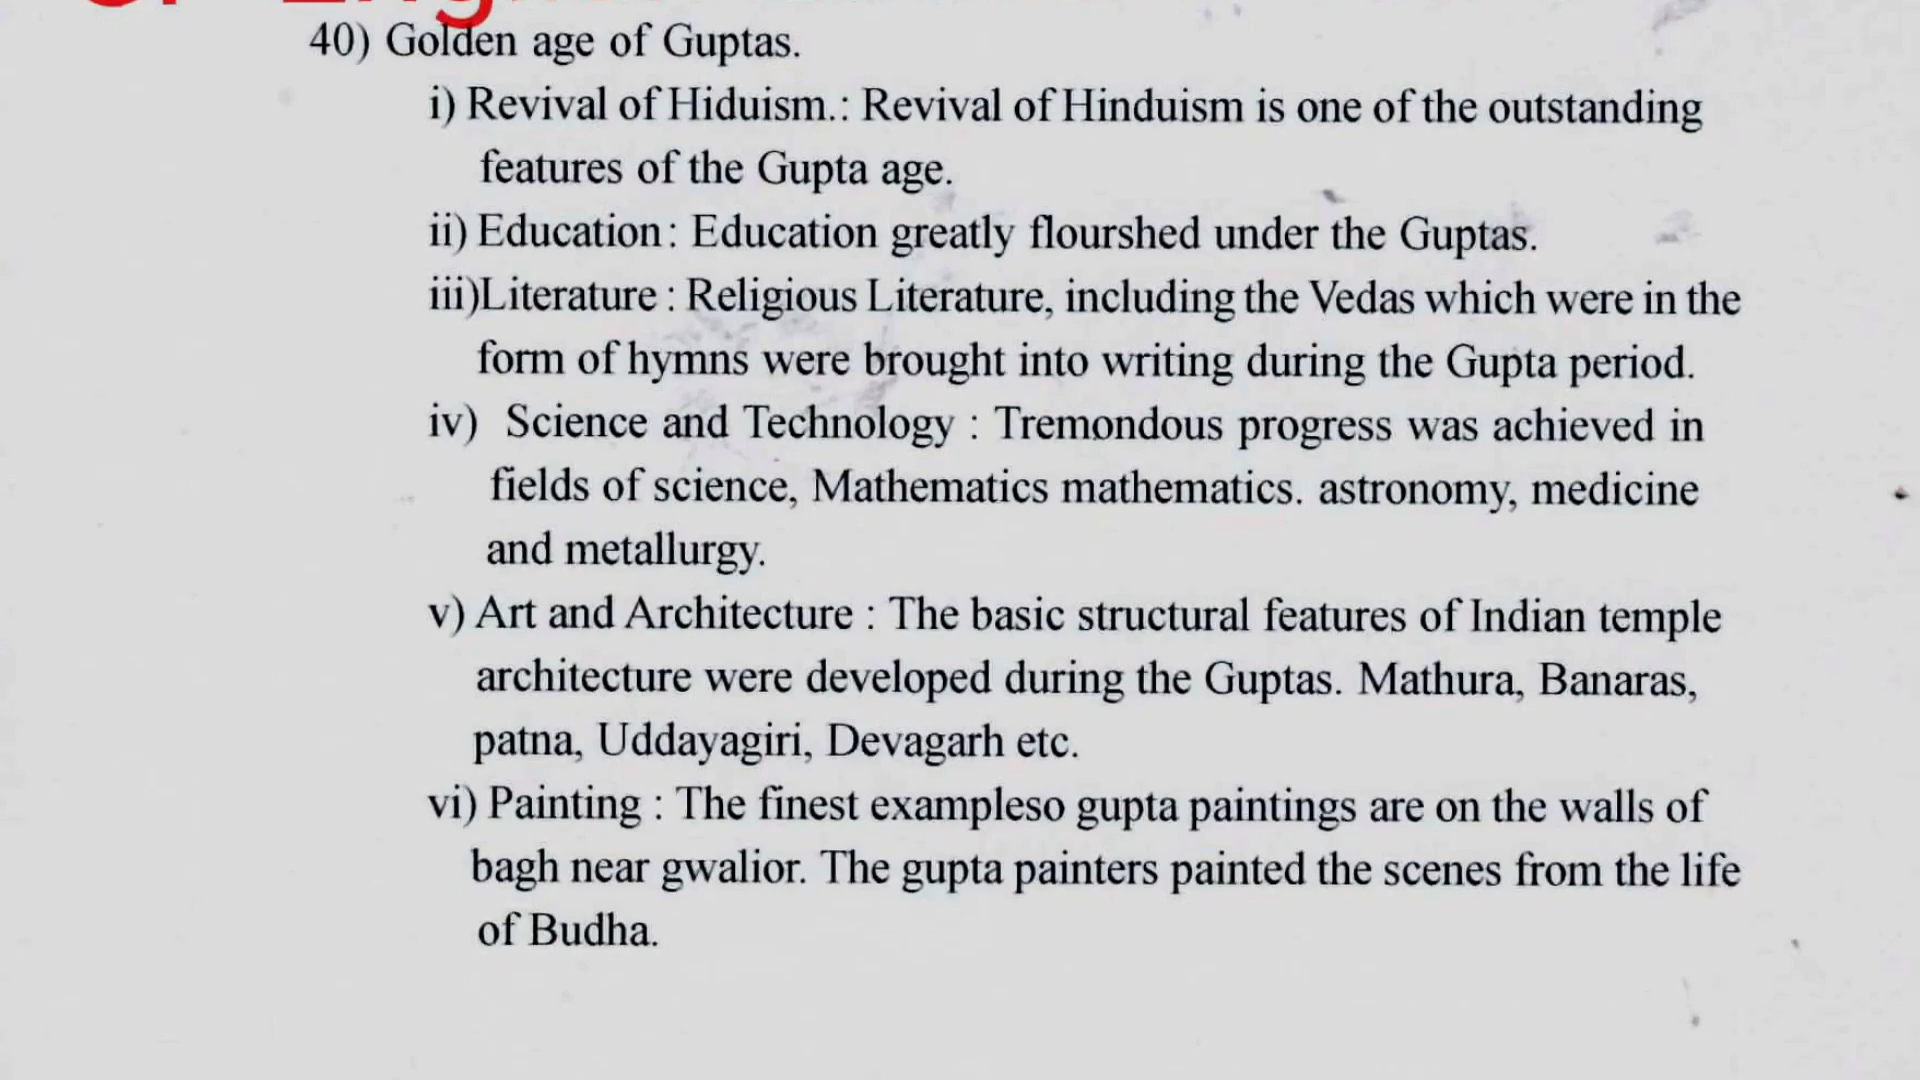 40) Golden age of Guptas.
i) Revival of Hiduism.: Revival of Hinduism is one of the outstanding
features of the Gupta age.
ii) Education : Education greatly flourshed under the Guptas.
iii)Literature : Religious Literature, including the Vedas which were in the
form of hymns were brought into writing during the Gupta period.
iv) Science and Technology : Tremondous progress was achieved in
fields of science, Mathematics mathematics. astronomy, medicine
and metallurgy.
v) Art and Architecture : The basic structural features of Indian temple
architecture were developed during the Guptas. Mathura, Banaras,
patna, Uddayagiri, Devagarh etc.
vi) Painting : The finest exampleso gupta paintings are on the walls of
bagh near gwalior. The gupta painters painted the scenes from the life
of Budha.